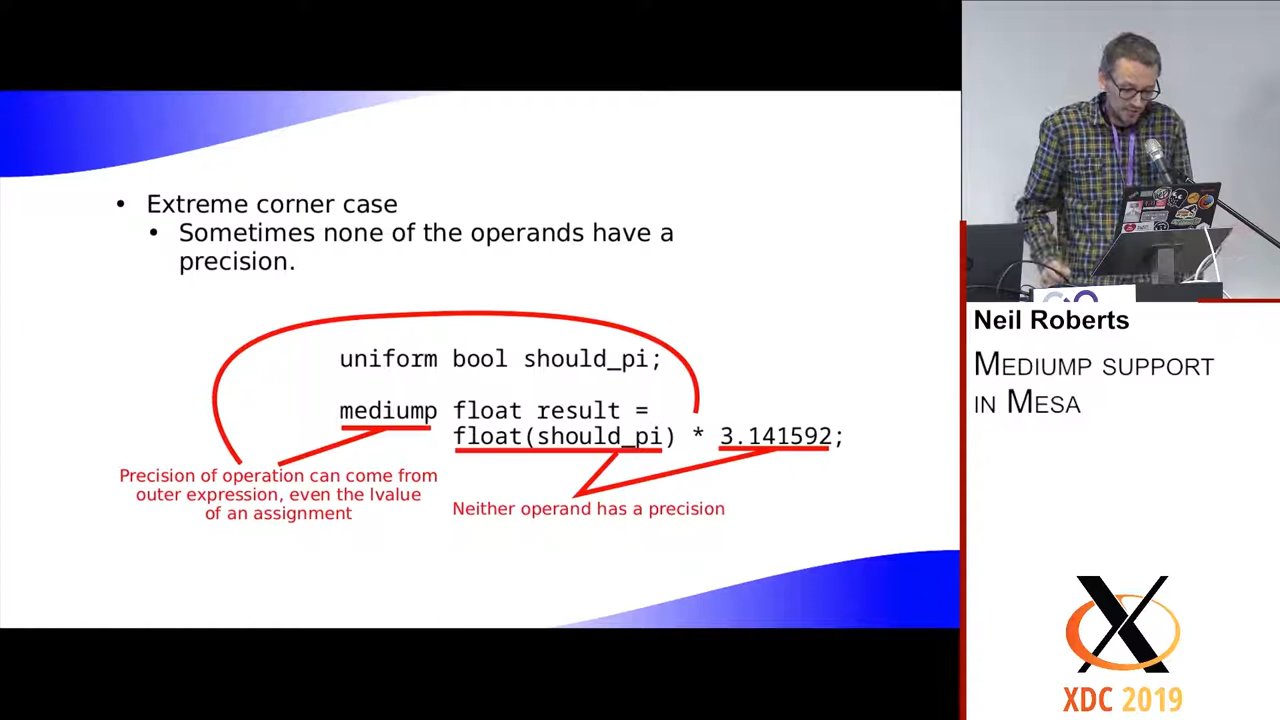 • Extreme corner case
• Sometimes none of the operands have a
precision.
uniform bool should_pi;
mediump float result =
float(should_pi) * 3.141592;
Precision of operation can come from
outer expression, even the lvalue
of an assignment
Neither operand has a precision
Neil Roberts
Mediump support
in Mesa
X
XDC 2019